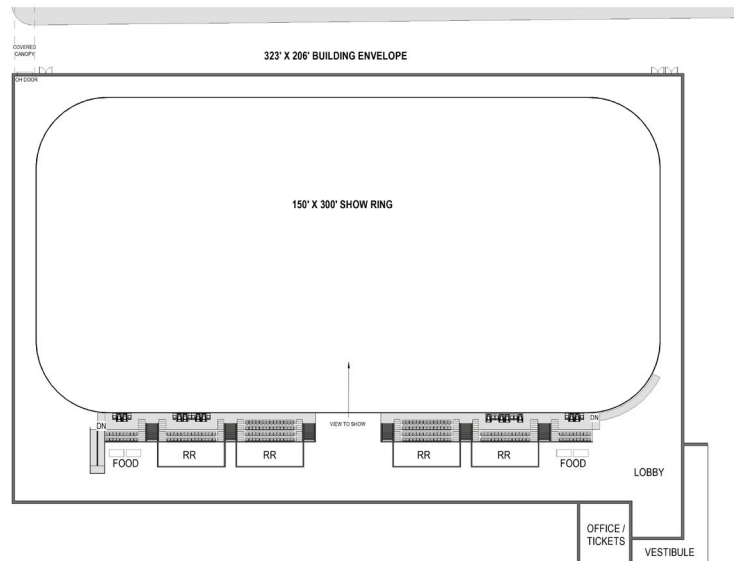 COVERED
CANOPY
323' X 206' BUILDING ENVELOPE
OH DOOR
150' X 300' SHOW RING
DN
VIEW TO SHOW
DN
FOOD
RR
RR
RR
RR
FOOD
LOBBY
OFFICE /
TICKETS
VESTIBULE